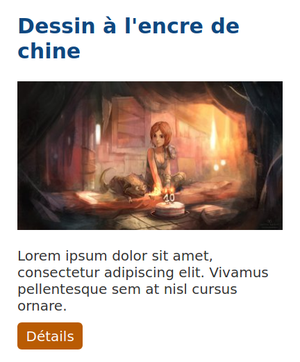 Dessin à l'encre de
chine
40
Lorem ipsum dolor sit amet,
consectetur adipiscing elit. Vivamus
pellentesque sem at nisl cursus
ornare.
Détails